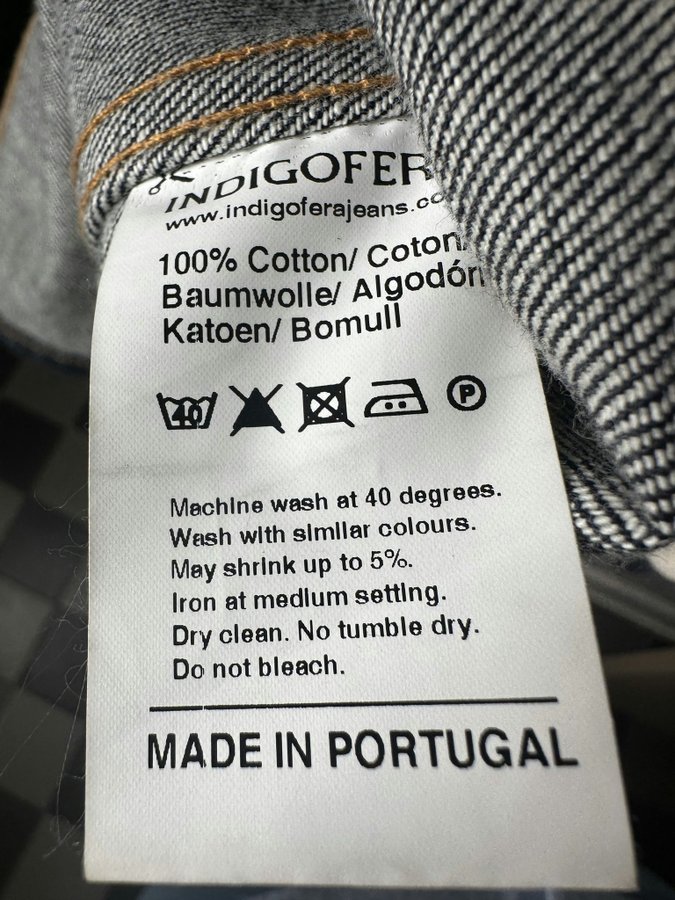 INDIGOFER
www.indigoferajeans.co
100% Cotton/ Coton/
Baumwolle/ Algodón
Katoen/ Bomull
40 P
Machine wash at 40 degrees.
Wash with similar colours.
May shrink up to 5%.
Iron at medium setting.
Dry clean. No tumble dry.
Do not bleach.
MADE IN PORTUGAL